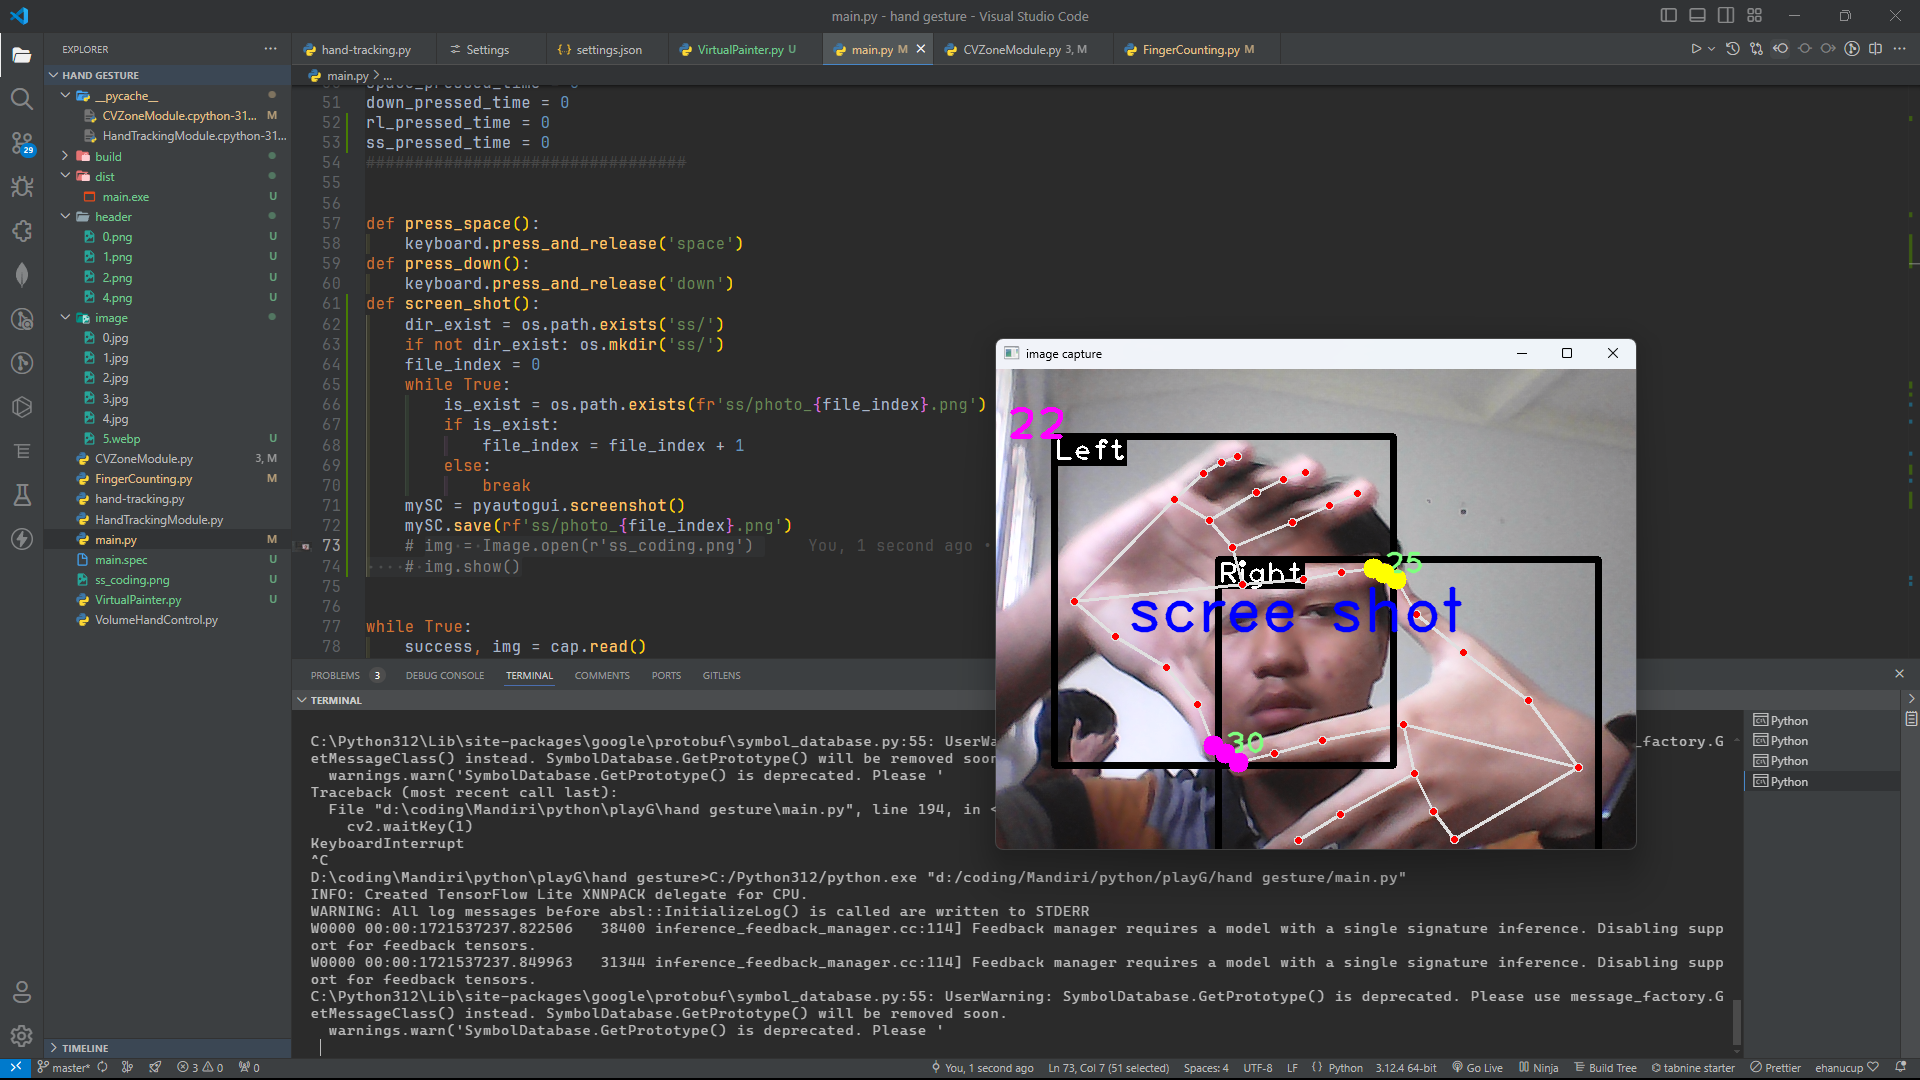 main.py - hand gesture - Visual Studio Code
EXPLORER
hand-tracking.py
Settings
settings.json
VirtualPainter.py U
main.py M
CVZoneModule.py 3, M
FingerCounting.py M
HAND GESTURE
main.py > ...
__pycache__
CVZoneModule.cpython-31... M
HandTrackingModule.cpython-31...
build
dist
main.exe U
header
0.png U
1.png U
2.png U
4.png U
image
0.jpg
1.jpg
2.jpg
3.jpg
4.jpg
5.webp U
CVZoneModule.py 3, M
FingerCounting.py M
hand-tracking.py
HandTrackingModule.py
main.py M
main.spec U
ss_coding.png U
VirtualPainter.py U
VolumeHandControl.py
29
TIMELINE
51 down_pressed_time = 0
52 rl_pressed_time = 0
53 ss_pressed_time = 0
54 #################################
55
56
57 def press_space():
58 keyboard.press_and_release('space')
59 def press_down():
60 keyboard.press_and_release('down')
61 def screen_shot():
62 dir_exist = os.path.exists('ss/')
63 if not dir_exist: os.mkdir('ss/')
64 file_index = 0
65 while True:
66 is_exist = os.path.exists(fr'ss/photo_{file_index}.png')
67 if is_exist:
68 file_index = file_index + 1
69 else:
70 break
71 mySC = pyautogui.screenshot()
72 mySC.save(rf'ss/photo_{file_index}.png')
73 # img = Image.open(r'ss_coding.png') You, 1 second ago •
74 # img.show()
75
76
77 while True:
78 success, img = cap.read()
image capture
22
Left
Right
25
scree shot
30
PROBLEMS 3 DEBUG CONSOLE TERMINAL COMMENTS PORTS GITLENS
TERMINAL
C:\Python312\Lib\site-packages\google\protobuf\symbol_database.py:55: UserWa
_factory.G
etMessageClass() instead. SymbolDatabase.GetPrototype() will be removed soon
warnings.warn('SymbolDatabase.GetPrototype() is deprecated. Please '
Traceback (most recent call last):
File "d:\coding\Mandiri\python\playG\hand gesture\main.py", line 194, in <
cv2.waitKey(1)
KeyboardInterrupt
^C
D:\coding\Mandiri\python\playG\hand gesture>C:/Python312/python.exe "d:/coding/Mandiri/python/playG/hand gesture/main.py"
INFO: Created TensorFlow Lite XNNPACK delegate for CPU.
WARNING: All log messages before absl::InitializeLog() is called are written to STDERR
W0000 00:00:1721537237.822506 38400 inference_feedback_manager.cc:114] Feedback manager requires a model with a single signature inference. Disabling supp
ort for feedback tensors.
W0000 00:00:1721537237.849963 31344 inference_feedback_manager.cc:114] Feedback manager requires a model with a single signature inference. Disabling supp
ort for feedback tensors.
C:\Python312\Lib\site-packages\google\protobuf\symbol_database.py:55: UserWarning: SymbolDatabase.GetPrototype() is deprecated. Please use message_factory.G
etMessageClass() instead. SymbolDatabase.GetPrototype() will be removed soon.
warnings.warn('SymbolDatabase.GetPrototype() is deprecated. Please '
Python
Python
Python
Python
master* 3 0 0
You, 1 second ago Ln 73, Col 7 (51 selected) Spaces: 4 UTF-8 LF Python 3.12.4 64-bit Go Live Ninja Build Tree tabnine starter Prettier ehanucup